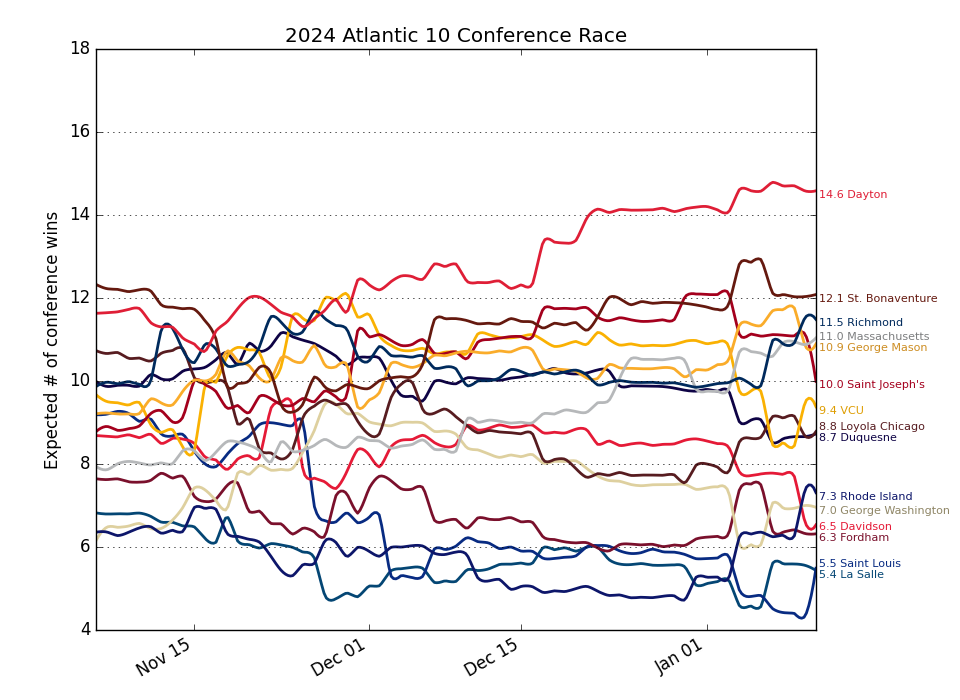 2024 Atlantic 10 Conference Race
Expected # of conference wins
18
16
14
12
10
8
6
4
Nov 15
Dec 01
Dec 15
Jan 01
14.6 Dayton
12.1 St. Bonaventure
11.5 Richmond
11.0 Massachusetts
10.9 George Mason
10.0 Saint Joseph's
9.4 VCU
8.8 Loyola Chicago
8.7 Duquesne
7.3 Rhode Island
7.0 George Washington
6.5 Davidson
6.3 Fordham
5.5 Saint Louis
5.4 La Salle